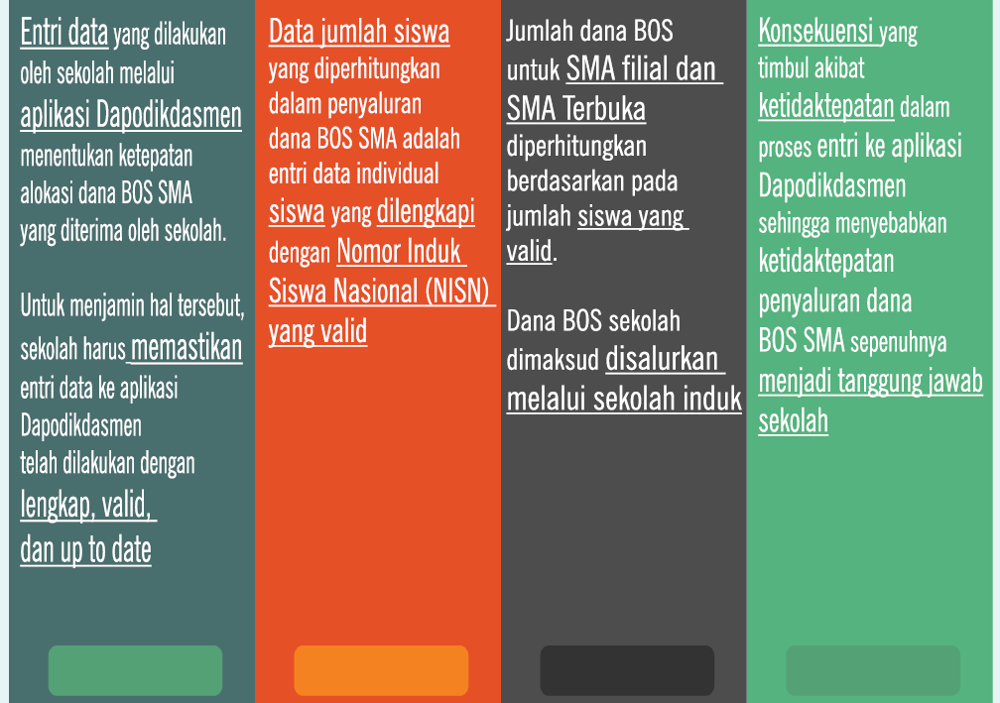 Entri data yang dilakukan
oleh sekolah melalui
aplikasi Dapodikdasmen
menentukan ketepatan
alokasi dana BOS SMA
yang diterima oleh sekolah.
Untuk menjamin hal tersebut,
sekolah harus memastikan
entri data ke aplikasi
Dapodikdasmen
telah dilakukan dengan
lengkap, valid,
dan up to date
Data jumlah siswa
yang diperhitungkan
dalam penyaluran
dana BOS SMA adalah
entri data individual
siswa yang dilengkapi
dengan Nomor Induk
Siswa Nasional (NISN)
yang valid
Jumlah dana BOS
untuk SMA filial dan
SMA Terbuka
diperhitungkan
berdasarkan pada
jumlah siswa yang
valid.
Dana BOS sekolah
dimaksud disalurkan
melalui sekolah induk
Konsekuensi yang
timbul akibat
ketidaktepatan dalam
proses entri ke aplikasi
Dapodikdasmen
sehingga menyebabkan
ketidaktepatan
penyaluran dana
BOS SMA sepenuhnya
menjadi tanggung jawab
sekolah